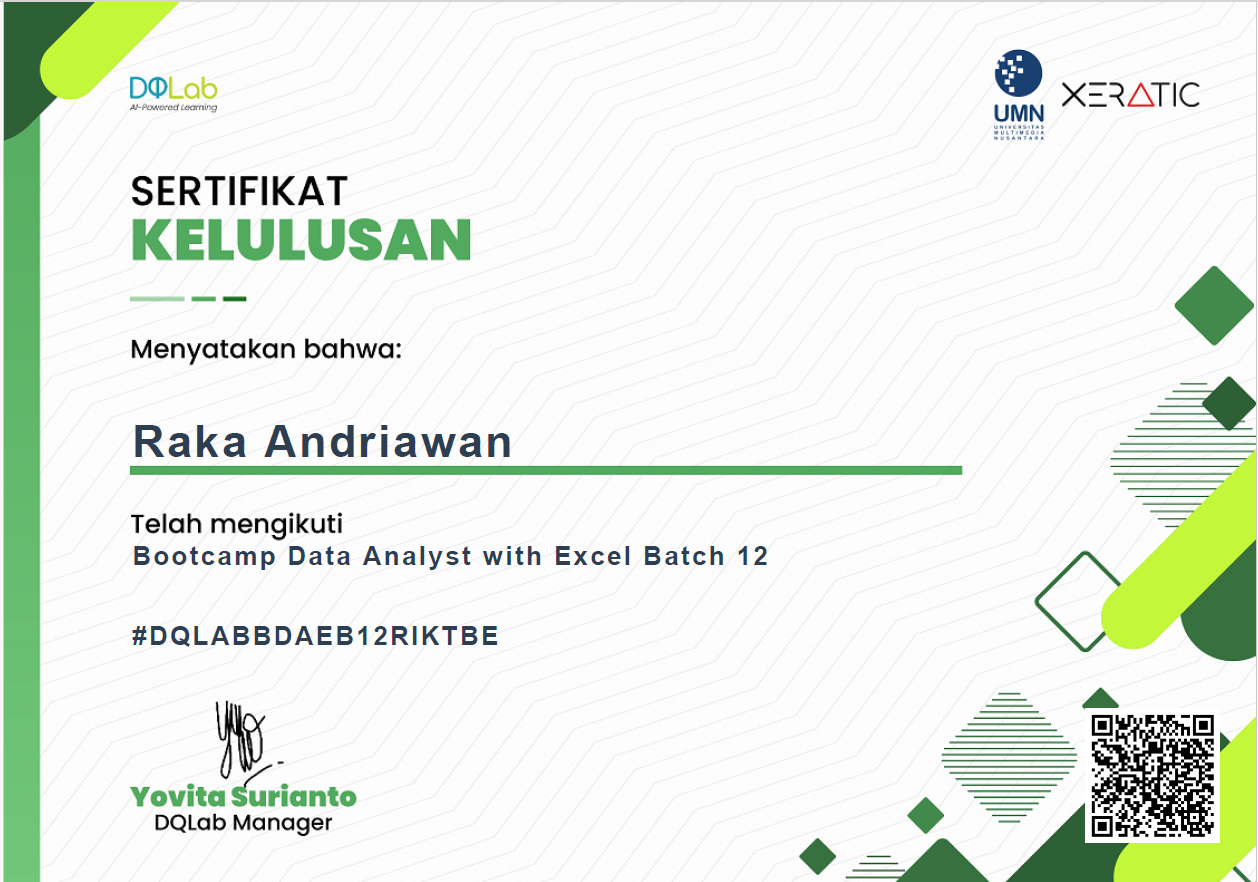 DQLab
AI-Powered Learning
UMN
UNIVERSITAS
MULTIMEDIA
NUSANTARA
XERATIC
SERTIFIKAT
KELULUSAN
Menyatakan bahwa:
Raka Andriawan
Telah mengikuti
Bootcamp Data Analyst with Excel Batch 12
#DQLABBDAEB12RIKTBE
Yovita Surianto
DQLab Manager